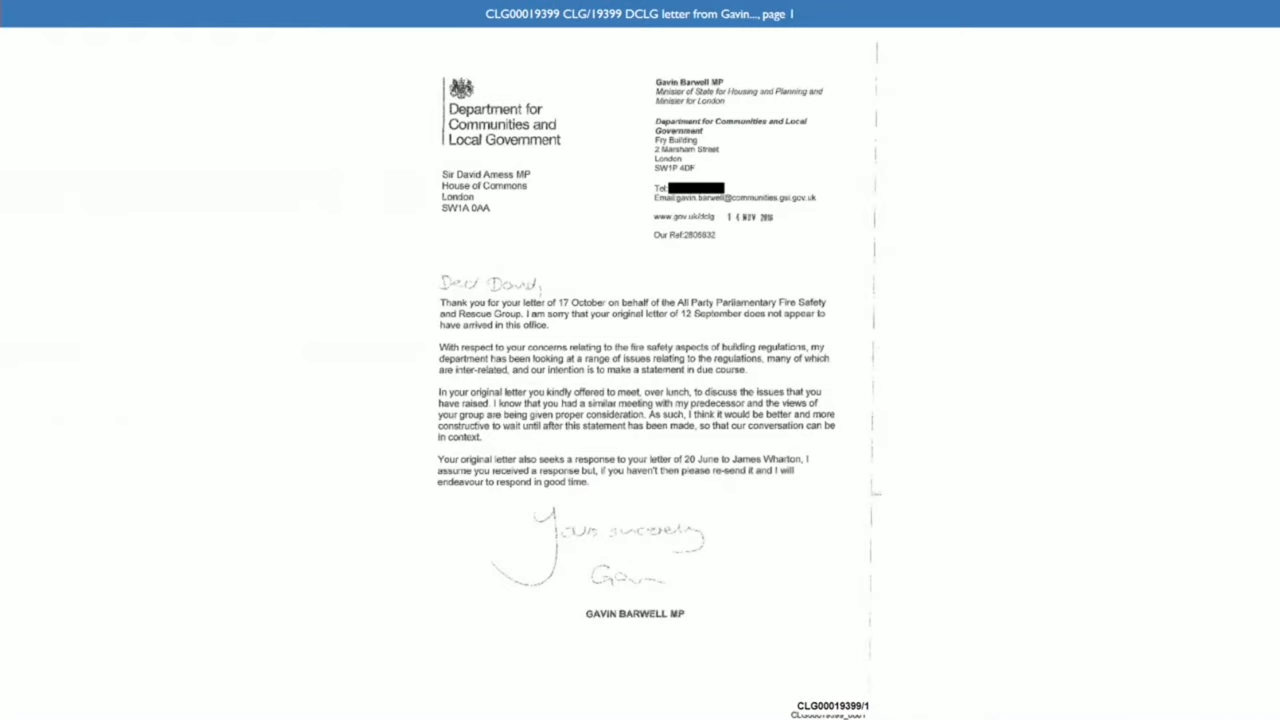 CLG00019399 CLG/19399 DCLG letter from Gavin..., page 1
Department for
Communities and
Local Government
Gavin Barwell MP
Minister of State for Housing and Planning and
Minister for London
Department for Communities and Local
Government
Fry Building
2 Marsham Street
London
SW1P 4DF
Tel:
Email:gavin.barwell@communities.gsi.gov.uk
www.gov.uk/dclg
NOV 2016
Our Ref:2805832
Sir David Amess MP
House of Commons
London
SW1A 0AA
Dear David,
Thank you for your letter of 17 October on behalf of the All Party Parliamentary Fire Safety
and Rescue Group. I am sorry that your original letter of 12 September does not appear to
have arrived in this office.
With respect to your concerns relating to the fire safety aspects of building regulations, my
department has been looking at a range of issues relating to the regulations, many of which
are inter-related, and our intention is to make a statement in due course.
In your original letter you kindly offered to meet, over lunch, to discuss the issues that you
have raised. I know that you had a similar meeting with my predecessor and the views of
your group are being given proper consideration. As such, I think it would be better and more
constructive to wait until after this statement has been made, so that our conversation can be
in context.
Your original letter also seeks a response to your letter of 20 June to James Wharton, I
assume you received a response but, if you haven't then please re-send it and I will
endeavour to respond in good time.
Yours sincerely
Gavin
GAVIN BARWELL MP
CLG00019399/1
CLG00019399_0001